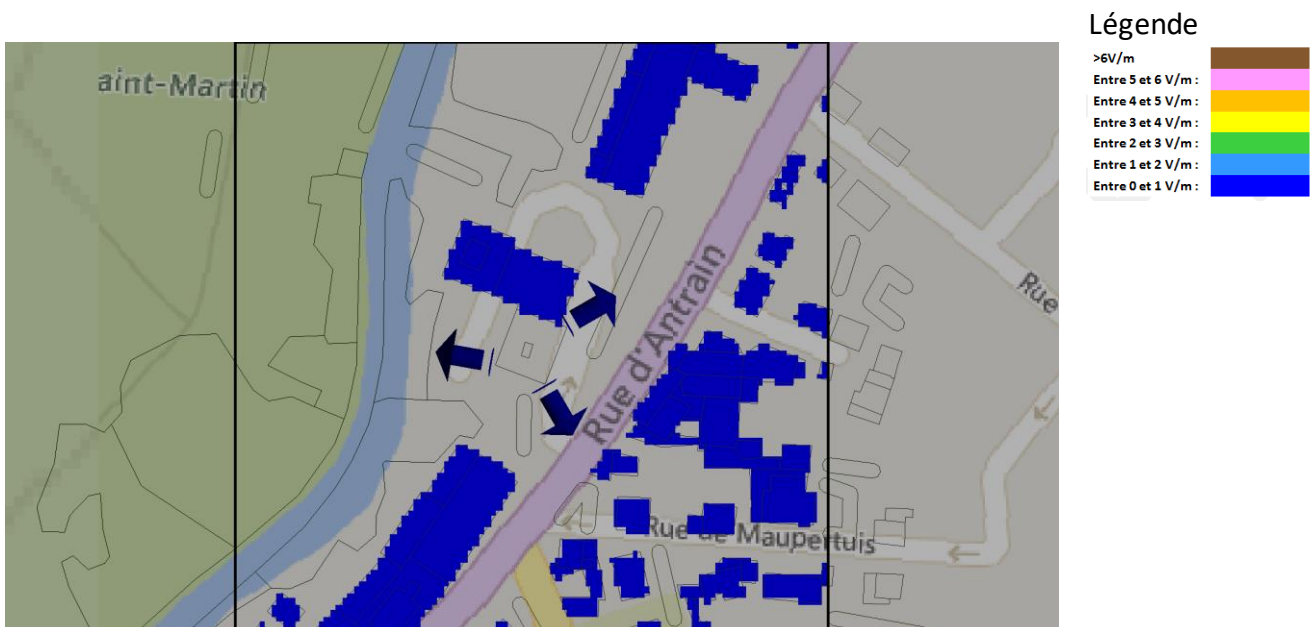 Légende
>6V/m
Entre 5 et 6 V/m :
Entre 4 et 5 V/m :
Entre 3 et 4 V/m :
Entre 2 et 3 V/m :
Entre 1 et 2 V/m :
Entre 0 et 1 V/m :
aint-Martin
Rue d'Antrain
Rue
Rue de Maupertuis